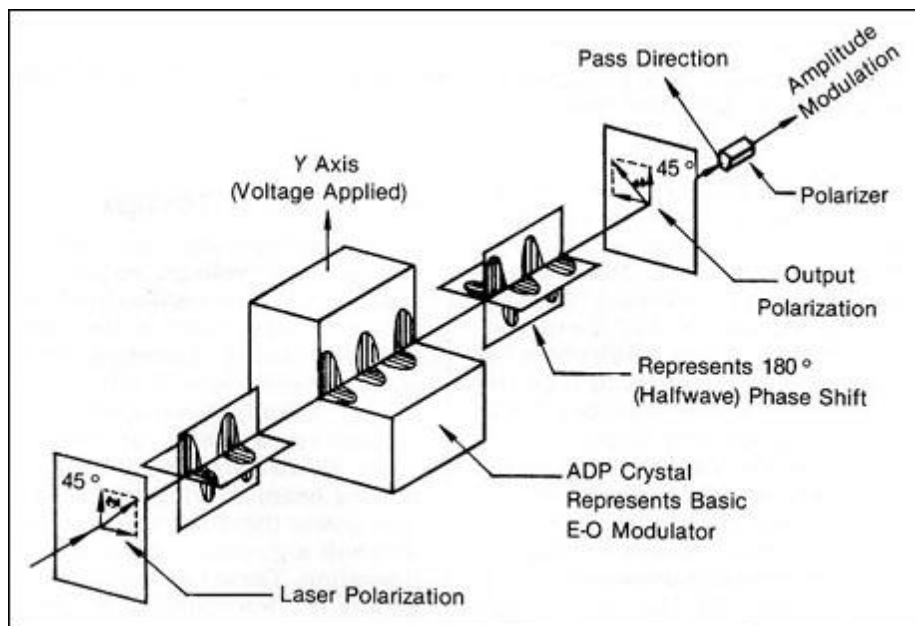 Pass Direction
Amplitude
Modulation
Y Axis
(Voltage Applied)
45°
Polarizer
Output
Polarization
Represents 180°
(Halfwave) Phase Shift
45°
ADP Crystal
Represents Basic
E-O Modulator
Laser Polarization